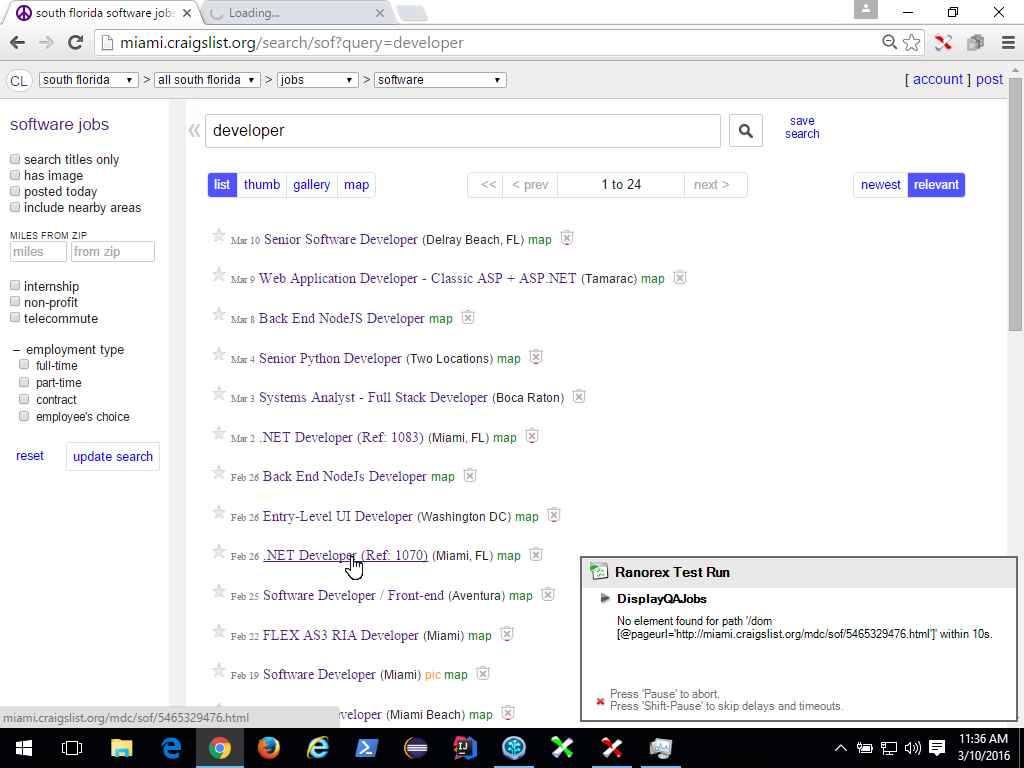 south florida software jobs
Loading...
miami.craigslist.org/search/sof?query=developer
CL south florida > all south florida > jobs > software [ account ] post
software jobs
search titles only
has image
posted today
include nearby areas
MILES FROM ZIP
miles from zip
internship
non-profit
telecommute
– employment type
full-time
part-time
contract
employee's choice
reset update search
« developer save search
list thumb gallery map << < prev 1 to 24 next > newest relevant
Mar 10 Senior Software Developer (Delray Beach, FL) map
Mar 9 Web Application Developer - Classic ASP + ASP.NET (Tamarac) map
Mar 8 Back End NodeJS Developer map
Mar 4 Senior Python Developer (Two Locations) map
Mar 3 Systems Analyst - Full Stack Developer (Boca Raton)
Mar 2 .NET Developer (Ref: 1083) (Miami, FL) map
Feb 26 Back End NodeJs Developer map
Feb 26 Entry-Level UI Developer (Washington DC) map
Feb 26 .NET Developer (Ref: 1070) (Miami, FL) map
Feb 25 Software Developer / Front-end (Aventura) map
Feb 22 FLEX AS3 RIA Developer (Miami) map
Feb 19 Software Developer (Miami) pic map
(Miami Beach) map
miami.craigslist.org/mdc/sof/5465329476.html
Ranorex Test Run
DisplayQAJobs
No element found for path '/dom
[@pageurl='http://miami.craigslist.org/mdc/sof/5465329476.html']' within 10s.
Press 'Pause' to abort.
Press 'Shift-Pause' to skip delays and timeouts.
11:36 AM
3/10/2016